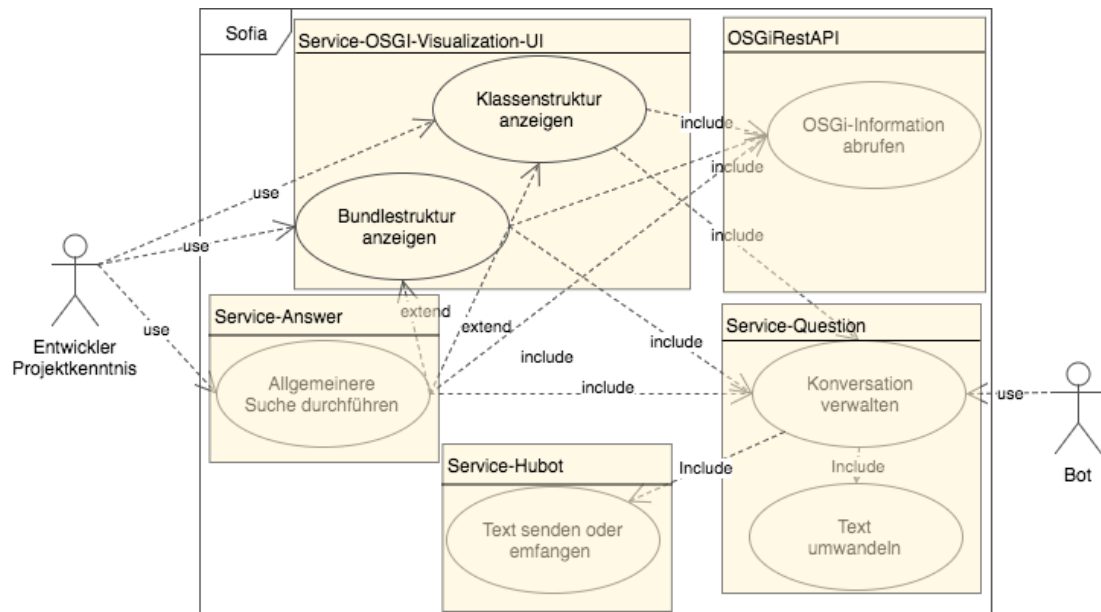 Sofia
Service-OSGI-Visualization-UI
OSGiRestAPI
Klassenstruktur
anzeigen
include
OSGi-Information
abrufen
include
use
Bundlestruktur
anzeigen
use
include
Service-Answer
extend
extend
Service-Question
use
include
include
Entwickler
Projektkenntnis
Allgemeinere
Suche durchführen
include
Konversation
verwalten
use
Service-Hubot
Include
Include
Bot
Text senden oder
emfangen
Text
umwandeln